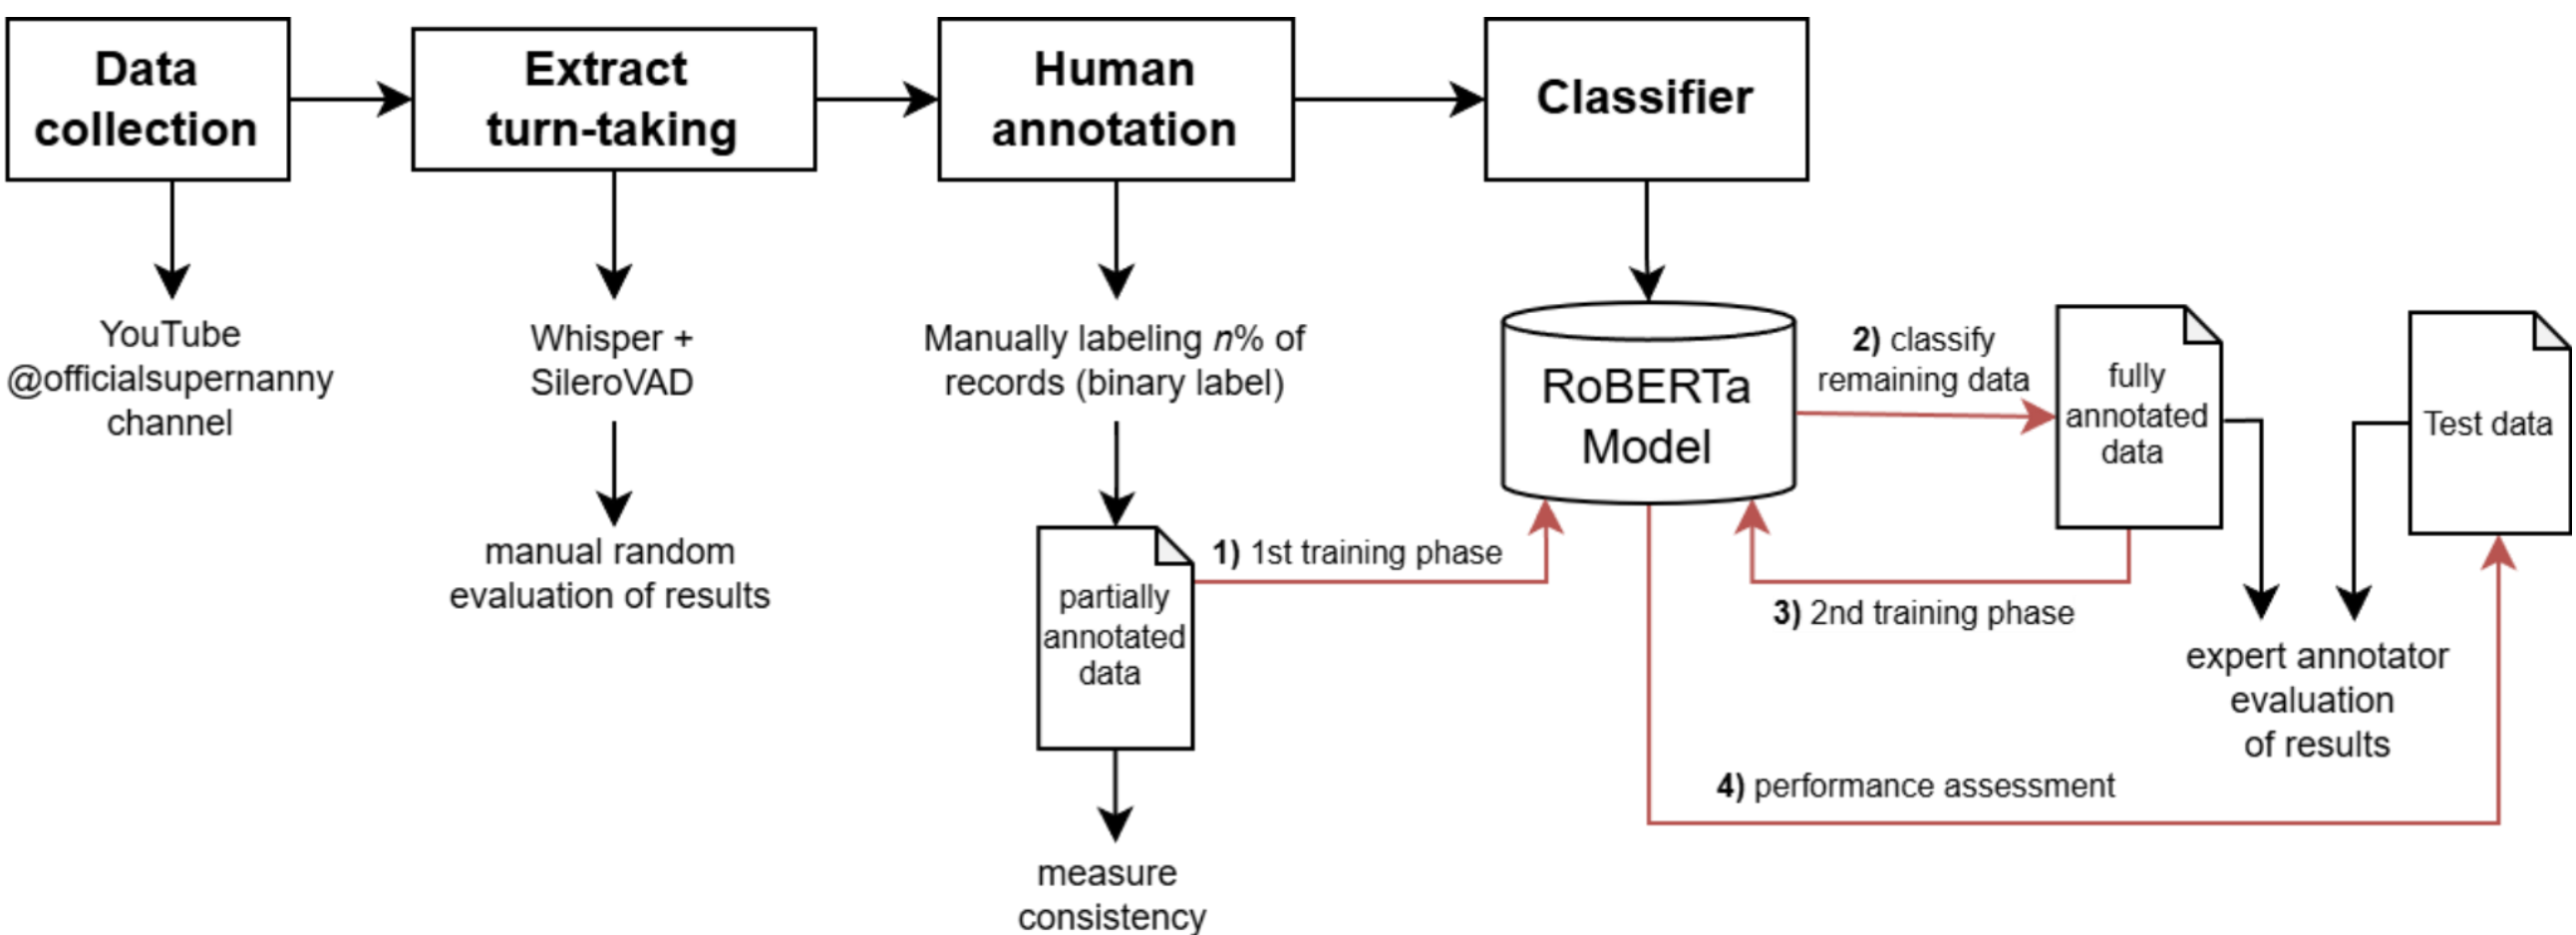 Data
collection
Extract
turn-taking
Human
annotation
Classifier
YouTube
@officialsupernanny
channel
Whisper +
SileroVAD
manual random
evaluation of results
Manually labeling n% of
records (binary label)
partially
annotated
data
measure
consistency
1) 1st training phase
RoBERTa
Model
2) classify
remaining data
fully
annotated
data
3) 2nd training phase
Test data
expert annotator
evaluation
of results
4) performance assessment